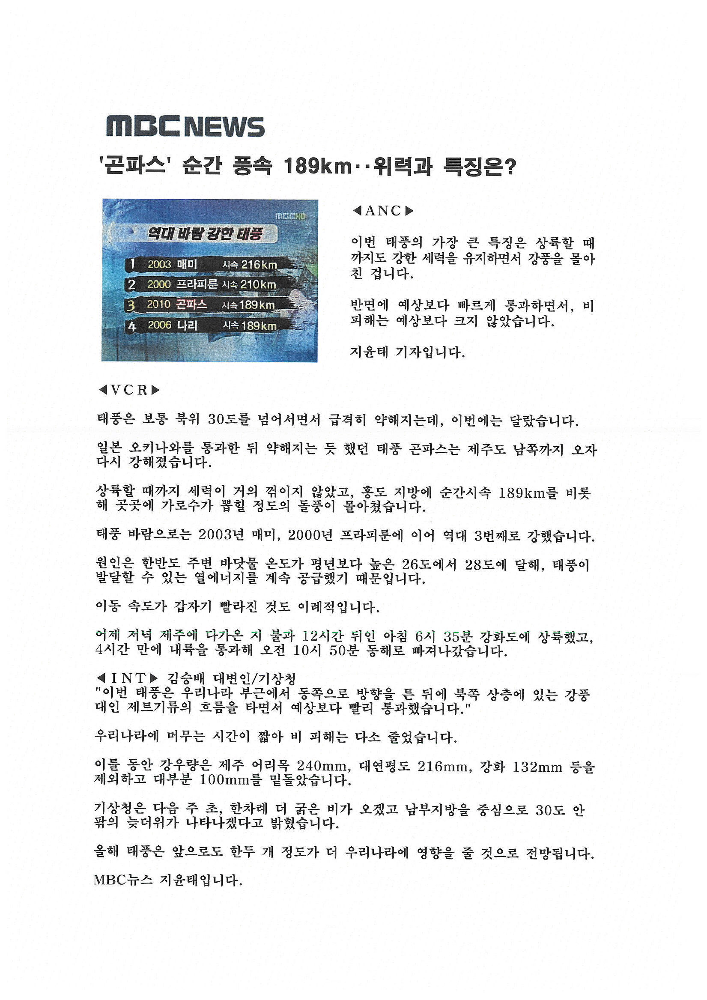 MBC NEWS
'곤파스' 순간 풍속 189km··위력과 특징은?
MBC HD
역대 바람 강한 태풍
1 2003 매미 시속 216km
2 2000 프라피룬 시속 210km
3 2010 곤파스 시속 189km
4 2006 나리 시속 189km
◀ANC▶
이번 태풍의 가장 큰 특징은 상륙할 때
까지도 강한 세력을 유지하면서 강풍을 몰아
친 겁니다.
반면에 예상보다 빠르게 통과하면서, 비
피해는 예상보다 크지 않았습니다.
지윤태 기자입니다.
◀VCR▶
태풍은 보통 북위 30도를 넘어서면서 급격히 약해지는데, 이번에는 달랐습니다.
일본 오키나와를 통과한 뒤 약해지는 듯 했던 태풍 곤파스는 제주도 남쪽까지 오자
다시 강해졌습니다.
상륙할 때까지 세력이 거의 꺾이지 않았고, 홍도 지방에 순간시속 189km를 비롯
해 곳곳에 가로수가 뽑힐 정도의 돌풍이 몰아쳤습니다.
태풍 바람으로는 2003년 매미, 2000년 프라피룬에 이어 역대 3번째로 강했습니다.
원인은 한반도 주변 바닷물 온도가 평년보다 높은 26도에서 28도에 달해, 태풍이
발달할 수 있는 열에너지를 계속 공급했기 때문입니다.
이동 속도가 갑자기 빨라진 것도 이례적입니다.
어제 저녁 제주에 다가온 지 불과 12시간 뒤인 아침 6시 35분 강화도에 상륙했고,
4시간 만에 내륙을 통과해 오전 10시 50분 동해로 빠져나갔습니다.
◀INT▶ 김승배 대변인/기상청
"이번 태풍은 우리나라 부근에서 동쪽으로 방향을 튼 뒤에 북쪽 상층에 있는 강풍
대인 제트기류의 흐름을 타면서 예상보다 빨리 통과했습니다."
우리나라에 머무는 시간이 짧아 비 피해는 다소 줄었습니다.
이틀 동안 강우량은 제주 어리목 240mm, 대연평도 216mm, 강화 132mm 등을
제외하고 대부분 100mm를 밑돌았습니다.
기상청은 다음 주 초, 한차례 더 굵은 비가 오겠고 남부지방을 중심으로 30도 안
팎의 늦더위가 나타나겠다고 밝혔습니다.
올해 태풍은 앞으로도 한두 개 정도가 더 우리나라에 영향을 줄 것으로 전망됩니다.
MBC뉴스 지윤태입니다.